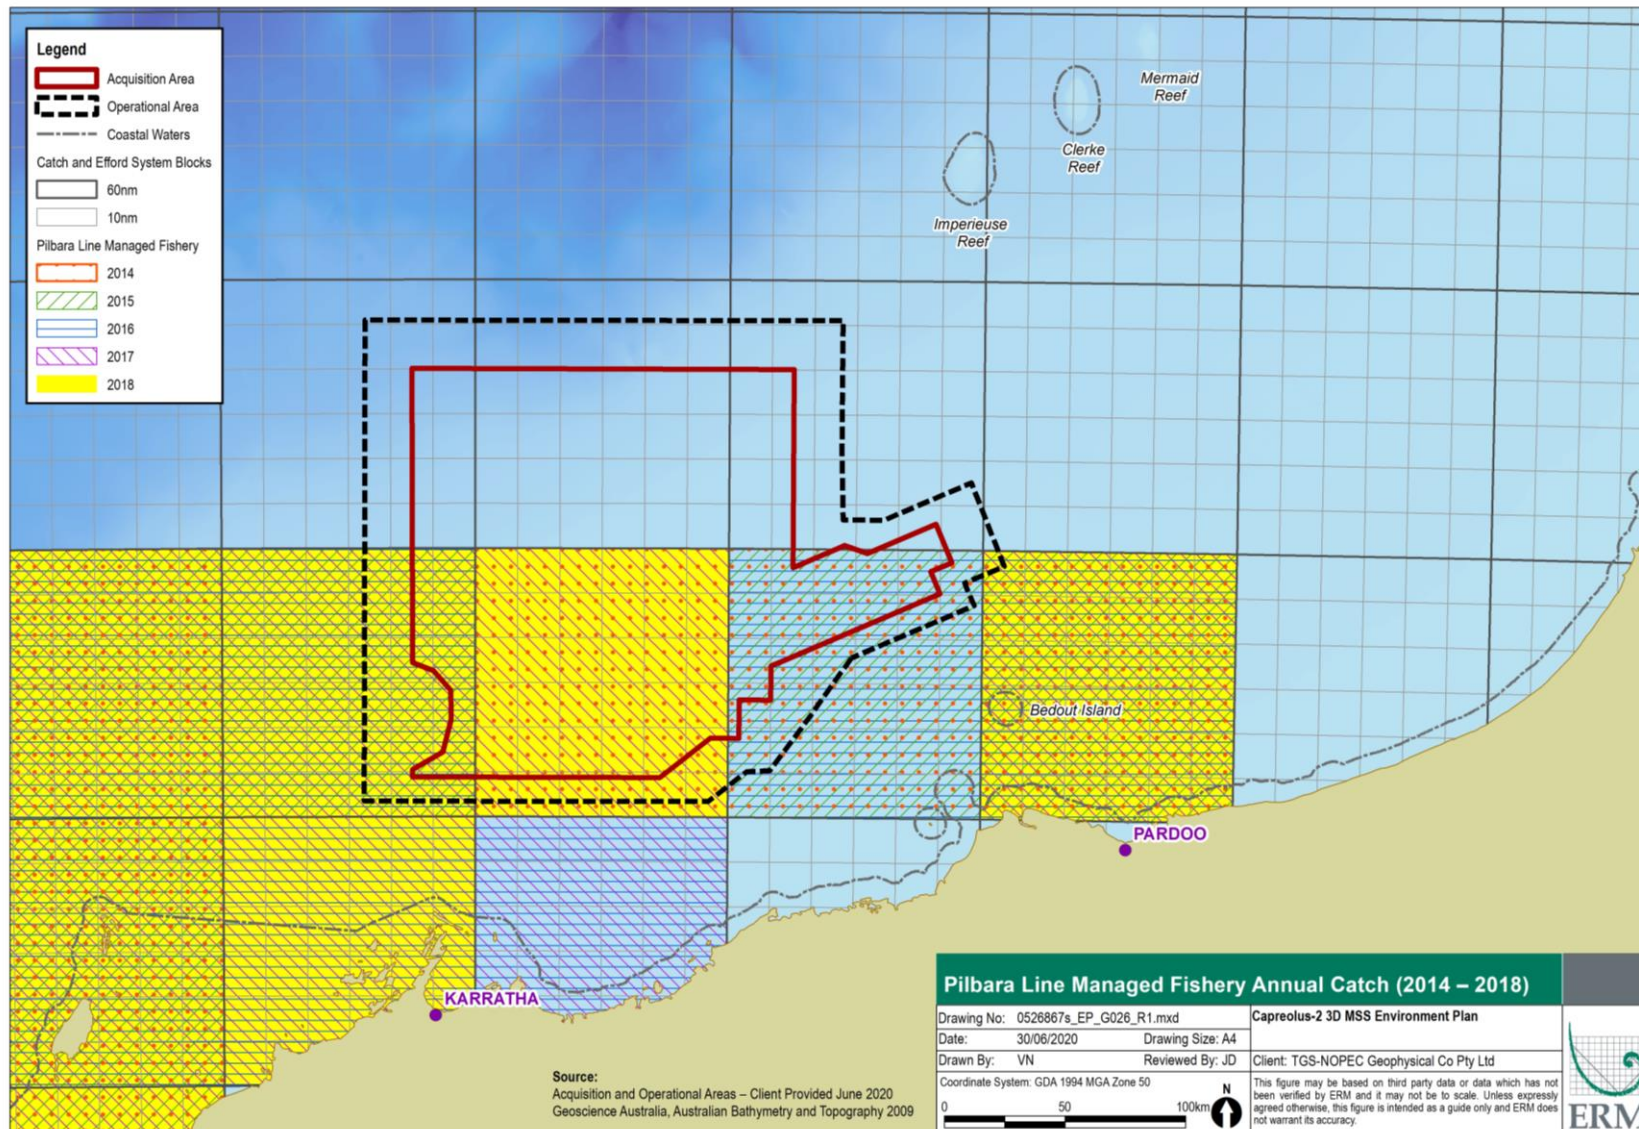 Legend
Acquisition Area
Operational Area
Coastal Waters
Catch and Efford System Blocks
60nm
10nm
Pilbara Line Managed Fishery
2014
2015
2016
2017
2018
Mermaid
Reef
Clerke
Reef
Imperieuse
Reef
Bedout Island
PARDOO
KARRATHA
Source:
Acquisition and Operational Areas – Client Provided June 2020
Geoscience Australia, Australian Bathymetry and Topography 2009
Pilbara Line Managed Fishery Annual Catch (2014 – 2018)
Drawing No: 0526867s_EP_G026_R1.mxd
Capreolus-2 3D MSS Environment Plan
Date: 30/06/2020 Drawing Size: A4
Drawn By: VN Reviewed By: JD
Client: TGS-NOPEC Geophysical Co Pty Ltd
Coordinate System: GDA 1994 MGA Zone 50
N
0 50 100km
This figure may be based on third party data or data which has not
been verified by ERM and it may not be to scale. Unless expressly
agreed otherwise, this figure is intended as a guide only and ERM does
not warrant its accuracy.
ERM